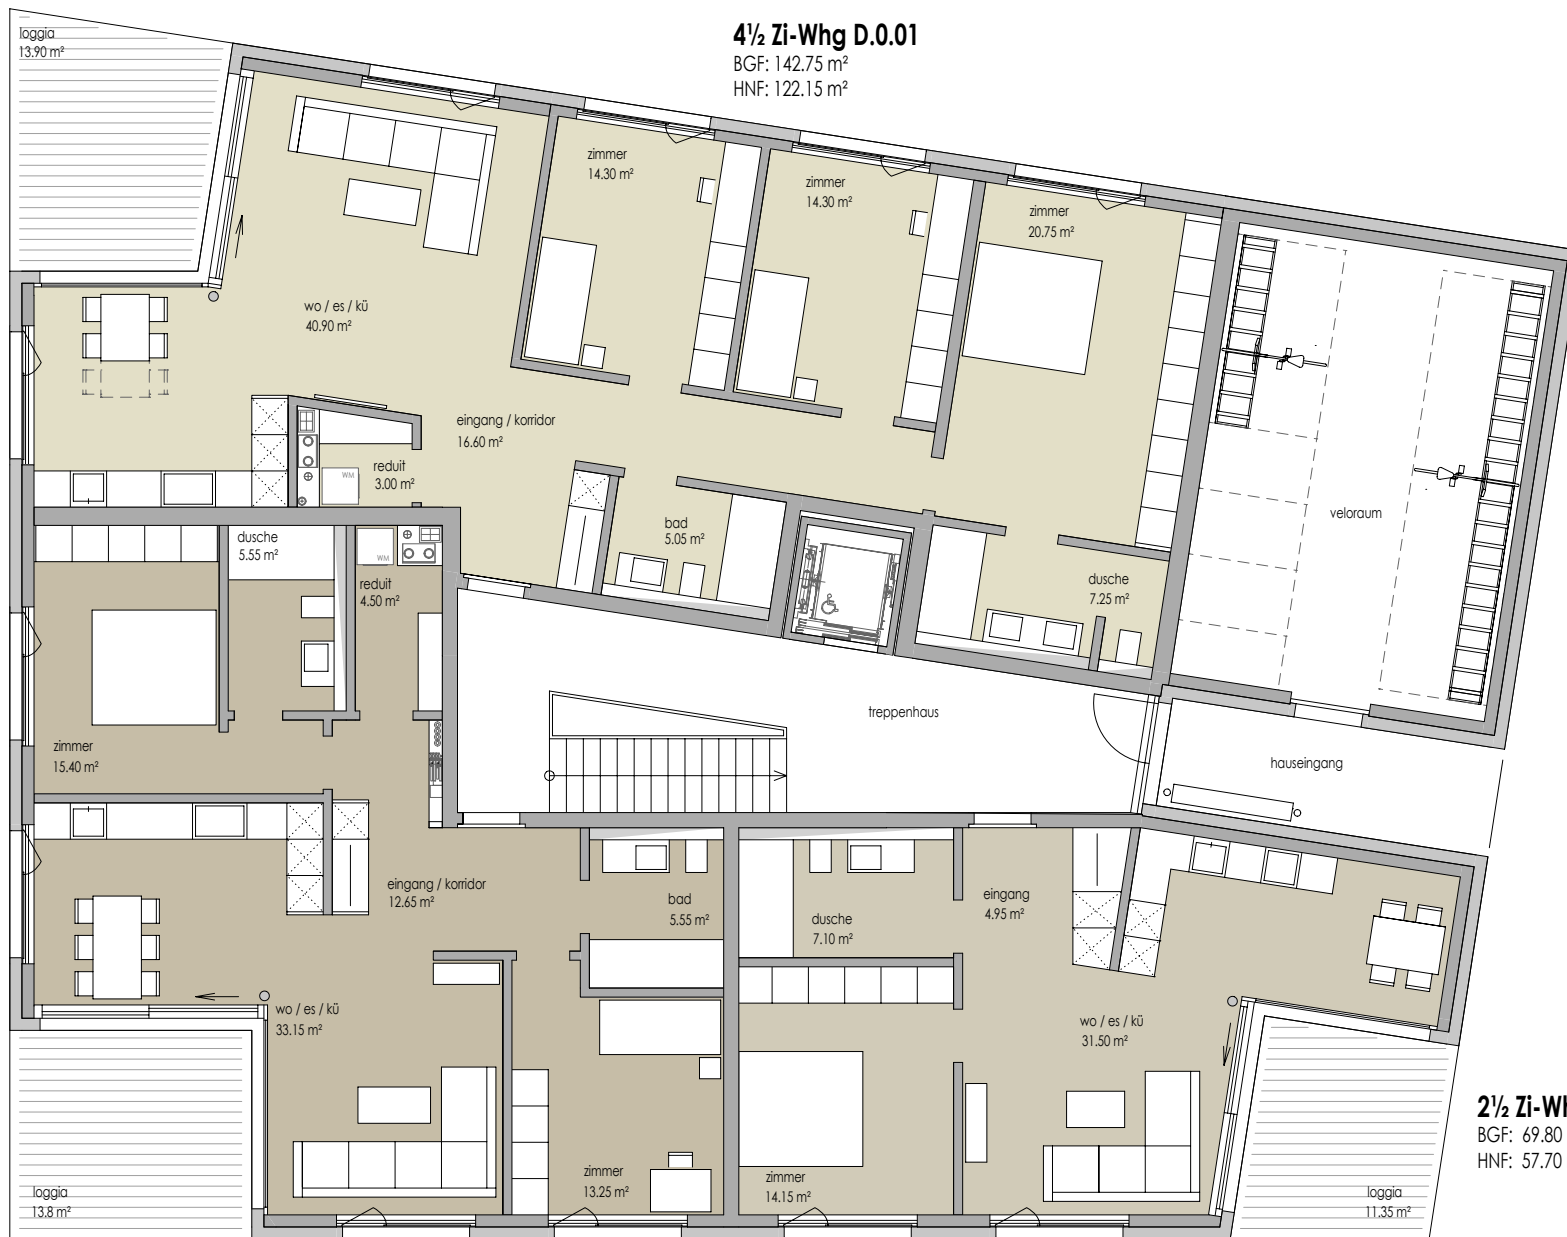 loggia
13.90 m²
4½ Zi-Whg D.0.01
BGF: 142.75 m²
HNF: 122.15 m²
zimmer
14.30 m²
zimmer
14.30 m²
zimmer
20.75 m²
wo / es / kü
40.90 m²
eingang / korridor
16.60 m²
reduit
3.00 m²
WM
bad
5.05 m²
dusche
7.25 m²
veloraum
dusche
5.55 m²
WM
reduit
4.50 m²
zimmer
15.40 m²
treppenhaus
hauseingang
eingang / korridor
12.65 m²
bad
5.55 m²
dusche
7.10 m²
eingang
4.95 m²
wo / es / kü
33.15 m²
wo / es / kü
31.50 m²
zimmer
13.25 m²
zimmer
14.15 m²
loggia
13.8 m²
loggia
11.35 m²
2½ Zi-Wh
BGF: 69.80
HNF: 57.70